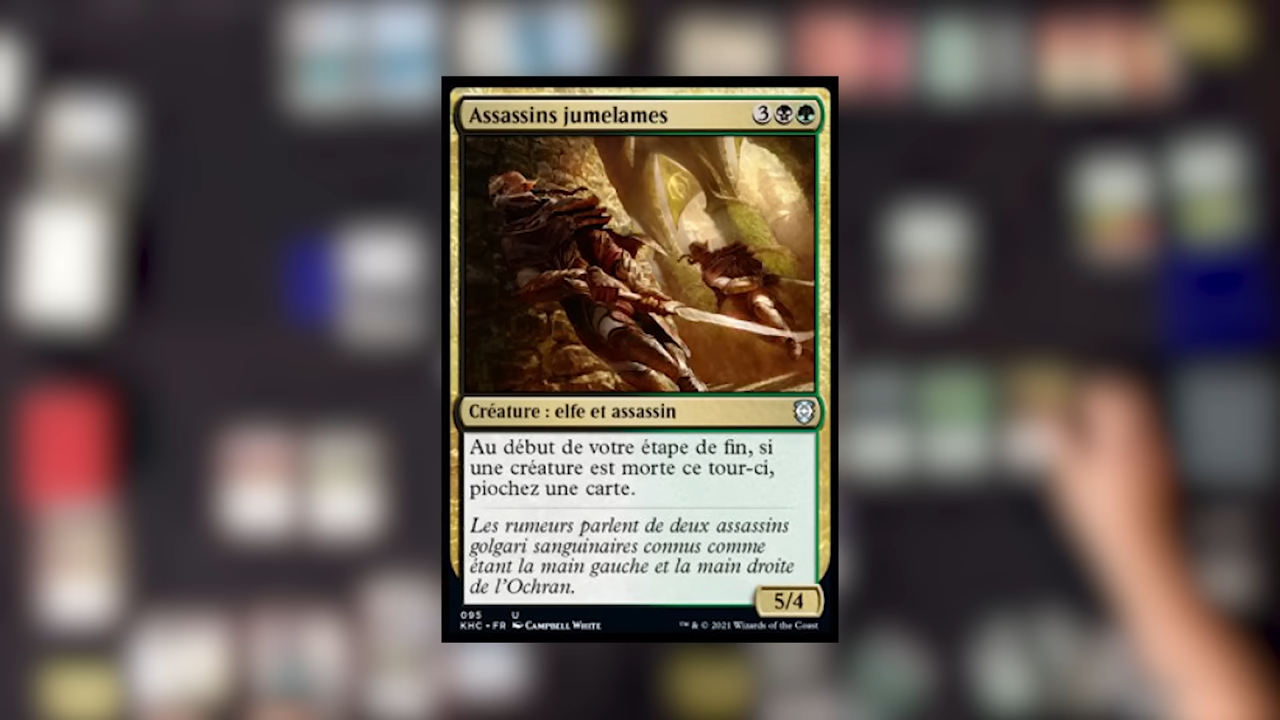 Assassins jumelames 3
Créature : elfe et assassin
Au début de votre étape de fin, si
une créature est morte ce tour-ci,
piochez une carte.
Les rumeurs parlent de deux assassins
golgari sanguinaires connus comme
étant la main gauche et la main droite
de l'Ochran.
5/4
095 U
KHC • FR Campbell White
™ & © 2021 Wizards of the Coast